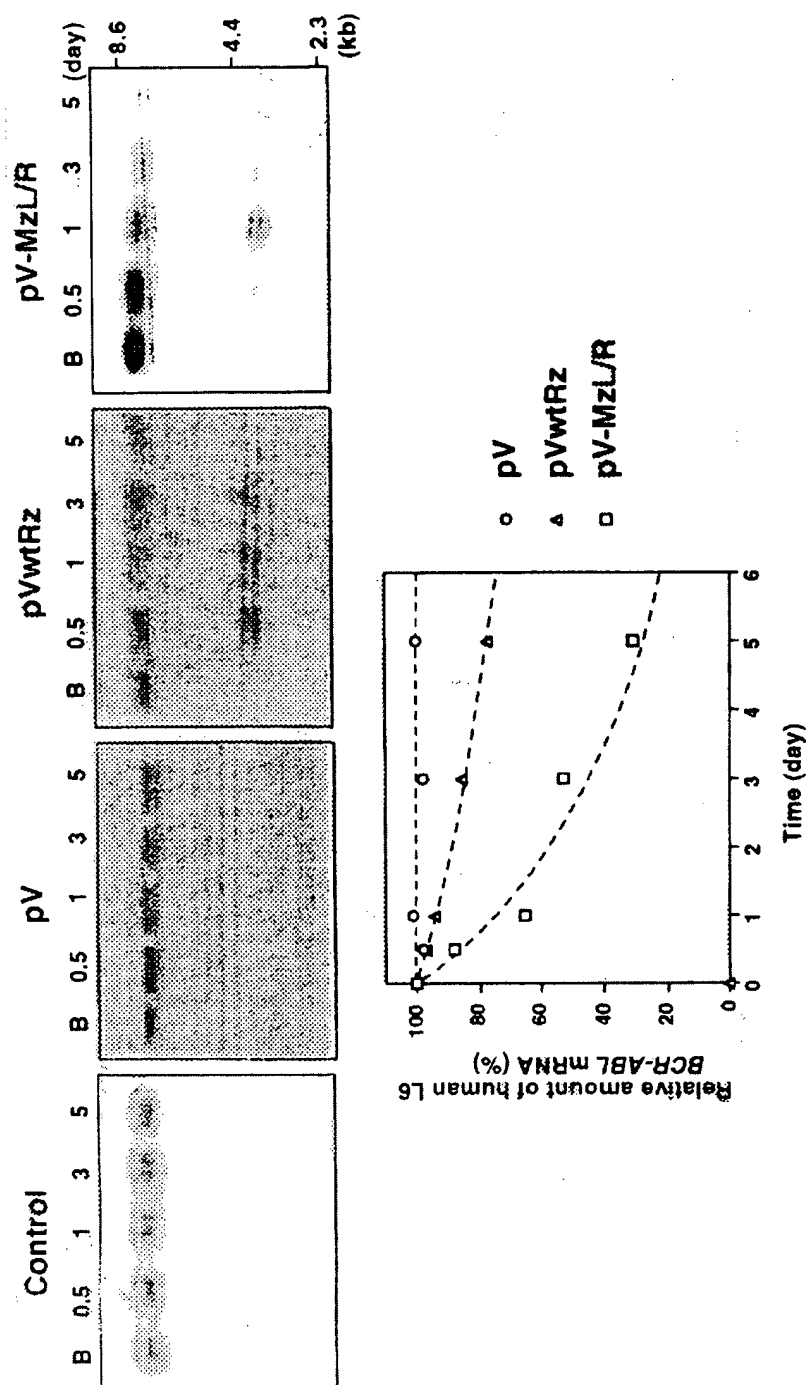 Control
pV
pVwtRz
pV-MzL/R
B 0.5 1 3 5
B 0.5 1 3 5
B 0.5 1 3 5
B 0.5 1 3 5 (day)
8.6
4.4
2.3
(kb)
Relative amount of human L6
BCR-ABL mRNA (%)
100
80
60
40
20
0
0 1 2 3 4 5 6
Time (day)
pV
pVwtRz
pV-MzL/R